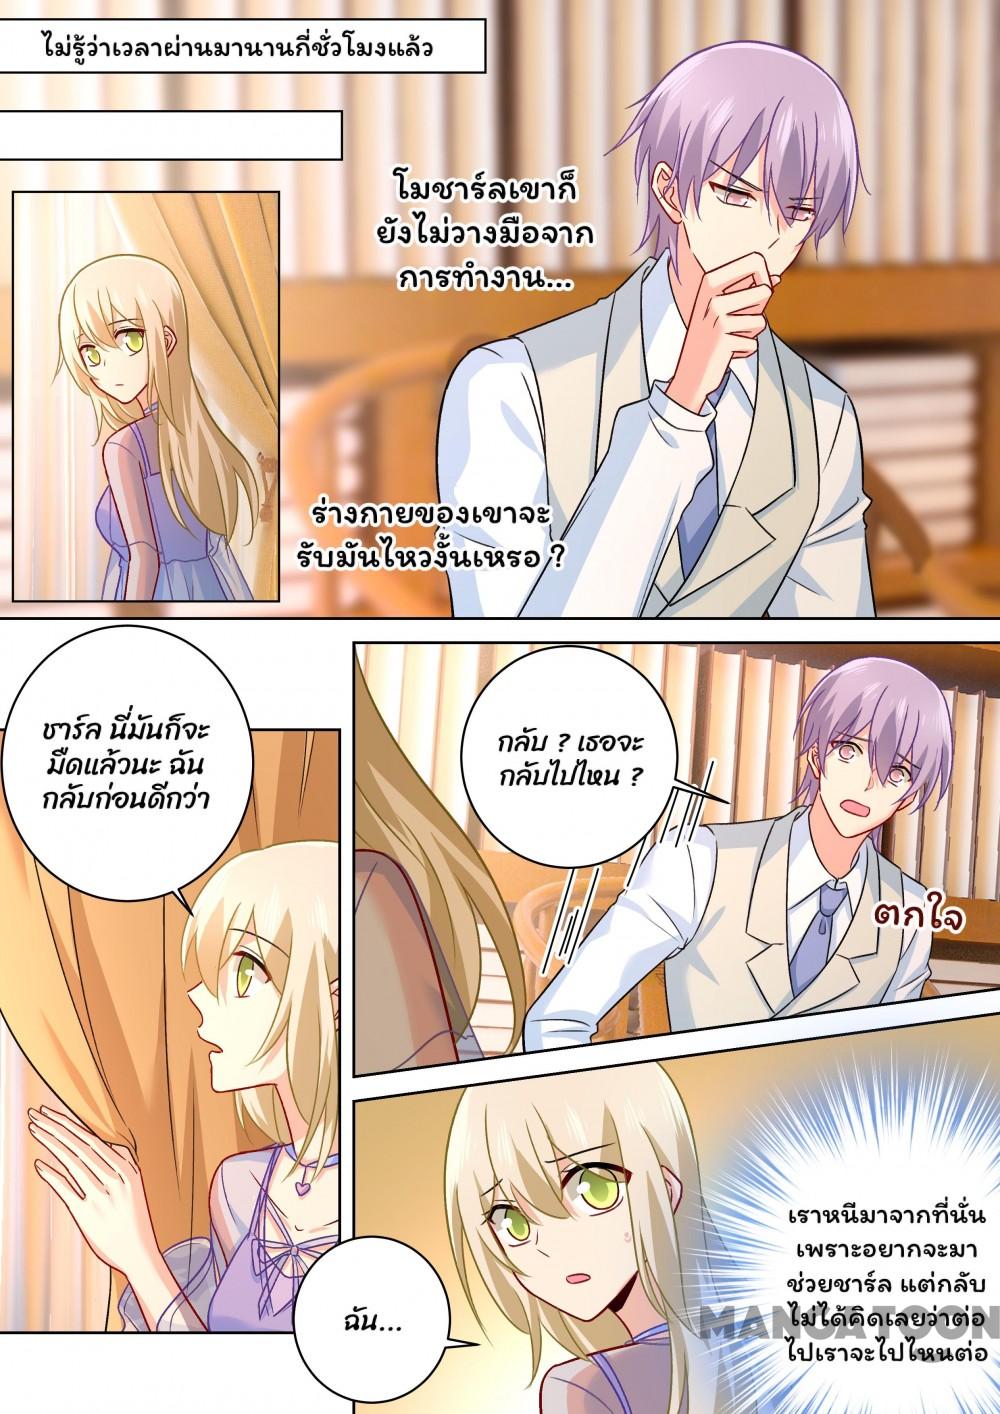 ไม่รู้ว่าเวลาผ่านมานานกี่ชั่วโมงแล้ว
โมชาร์ลเขาก็
ยังไม่วางมือจาก
การทำงาน...
ร่างกายของเขาจะ
รับมันไหวงั้นเหรอ ?
ชาร์ล นี่มันก็จะ
มืดแล้วนะ ฉัน
กลับก่อนดีกว่า
กลับ ? เธอจะ
กลับไปไหน ?
ตกใจ
ฉัน...
เราหนีมาจากที่นั่น
เพราะอยากจะมา
ช่วยชาร์ล แต่กลับ
ไม่ได้คิดเลยว่าต่อ
ไปเราจะไปไหนต่อ
MANGATOON